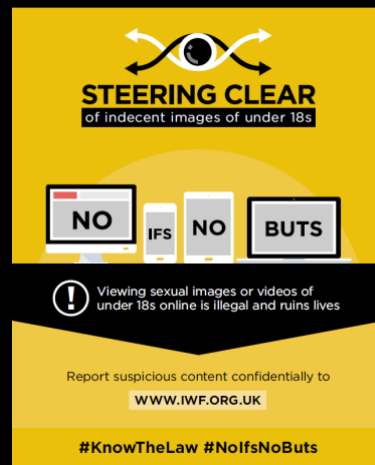 STEERING CLEAR
of indecent images of under 18s
NO
IFS
NO
BUTS
! Viewing sexual images or videos of
under 18s online is illegal and ruins lives
Report suspicious content confidentially to
WWW.IWF.ORG.UK
#KnowTheLaw #NoIfsNoButs